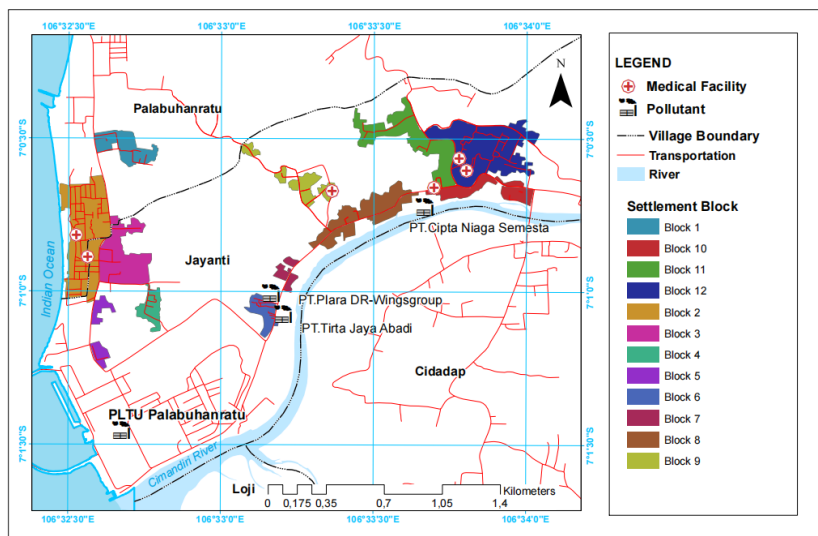 106°32'30"E 106°33'0"E 106°33'30"E 106°34'0"E
7°0'30"S
7°1'0"S
7°1'30"S
7°0'30"S
7°1'0"S
7°1'30"S
N
Palabuhanratu
PT.Cipta Niaga Semesta
Jayanti
Indian Ocean
PT.Plara DR-Wingsgroup
PT.Tirta Jaya Abadi
Cidadap
PLTU Palabuhanratu
Cimandiri River
Loji
Kilometers
0 0,175 0,35 0,7 1,05 1,4
106°32'30"E 106°33'0"E 106°33'30"E 106°34'0"E
LEGEND
Medical Facility
Pollutant
Village Boundary
Transportation
River
Settlement Block
Block 1
Block 10
Block 11
Block 12
Block 2
Block 3
Block 4
Block 5
Block 6
Block 7
Block 8
Block 9